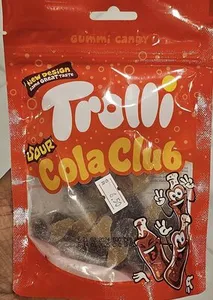 GUMMI CANDY
NEW DESIGN
SAME GREAT TASTE
Trolli
SOUR
Cola Club